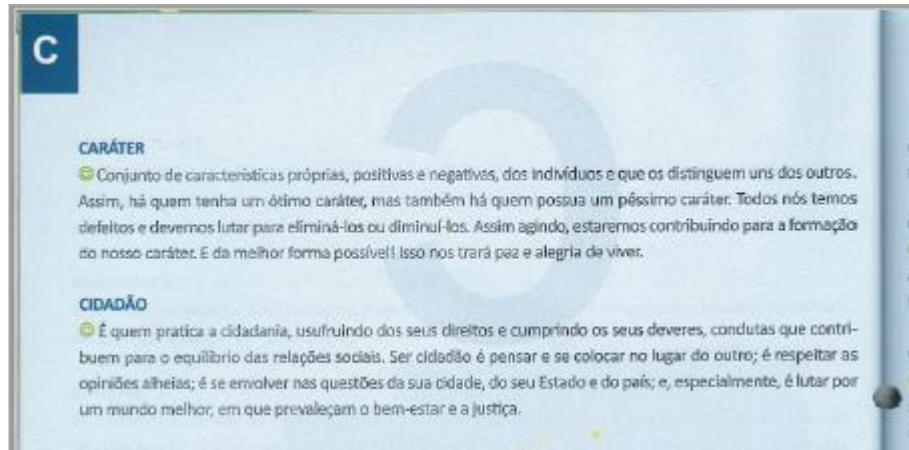 C
CARÁTER
Conjunto de características próprias, positivas e negativas, dos indivíduos e que os distinguem uns dos outros.
Assim, há quem tenha um ótimo caráter, mas também há quem possua um péssimo caráter. Todos nós temos
defeitos e devemos lutar para eliminá-los ou diminuí-los. Assim agindo, estaremos contribuindo para a formação
do nosso caráter. E da melhor forma possível! Isso nos trará paz e alegria de viver.
CIDADÃO
É quem pratica a cidadania, usufruindo dos seus direitos e cumprindo os seus deveres, condutas que contri-
buem para o equilíbrio das relações sociais. Ser cidadão é pensar e se colocar no lugar do outro; é respeitar as
opiniões alheias; é se envolver nas questões da sua cidade, do seu Estado e do país; e, especialmente, é lutar por
um mundo melhor, em que prevaleçam o bem-estar e a justiça.